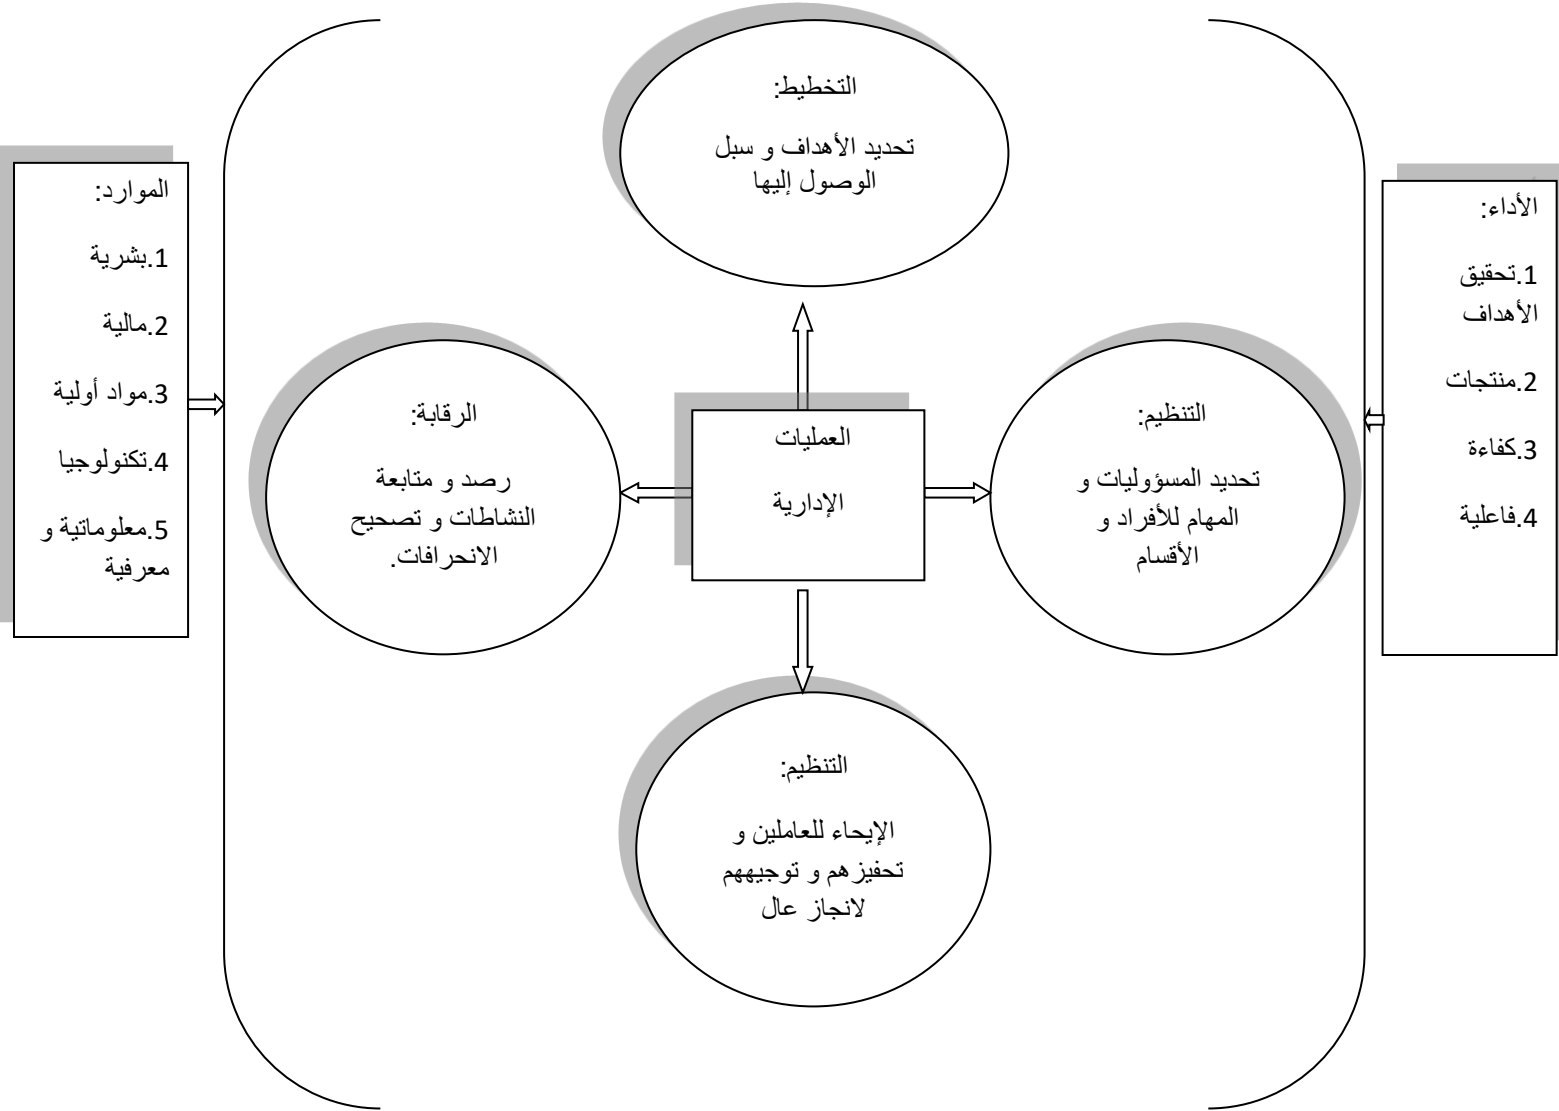 التخطيط:
تحديد الأهداف و سبل
الوصول إليها
الأداء:
1.تحقيق
الأهداف
2.منتجات
3.كفاءة
4.فاعلية
التنظيم:
تحديد المسؤوليات و
المهام للأفراد و
الأقسام
العمليات
الإدارية
الرقابة:
رصد و متابعة
النشاطات و تصحيح
الانحرافات.
الموارد:
1.بشرية
2.مالية
3.مواد أولية
4.تكنولوجيا
5.معلوماتية و
معرفية
التنظيم:
الإيحاء للعاملين و
تحفيزهم و توجيههم
لانجاز عال